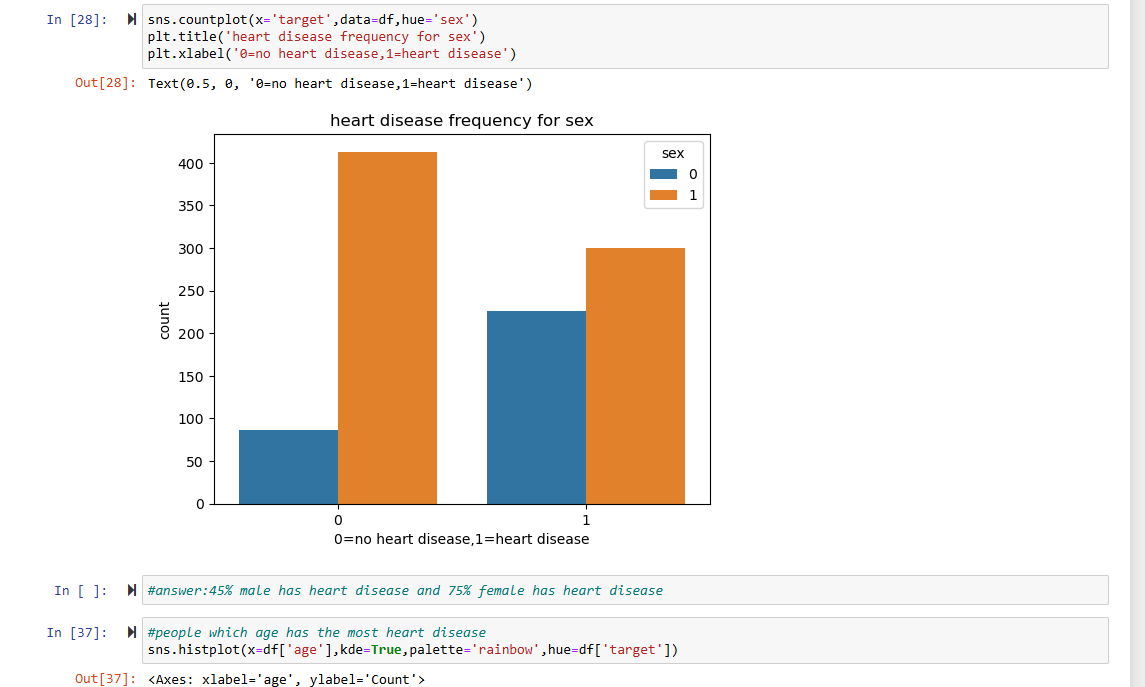 In [28]:
sns.countplot(x='target',data=df,hue='sex')
plt.title('heart disease frequency for sex')
plt.xlabel('0=no heart disease,1=heart disease')
Out[28]: Text(0.5, 0, '0=no heart disease,1=heart disease')
heart disease frequency for sex
sex
0
1
400
350
300
250
200
150
100
50
0
count
0 1
0=no heart disease,1=heart disease
In [ ]: #answer:45% male has heart disease and 75% female has heart disease
In [37]: #people which age has the most heart disease
sns.histplot(x=df['age'],kde=True,palette='rainbow',hue=df['target'])
Out[37]: <Axes: xlabel='age', ylabel='Count'>